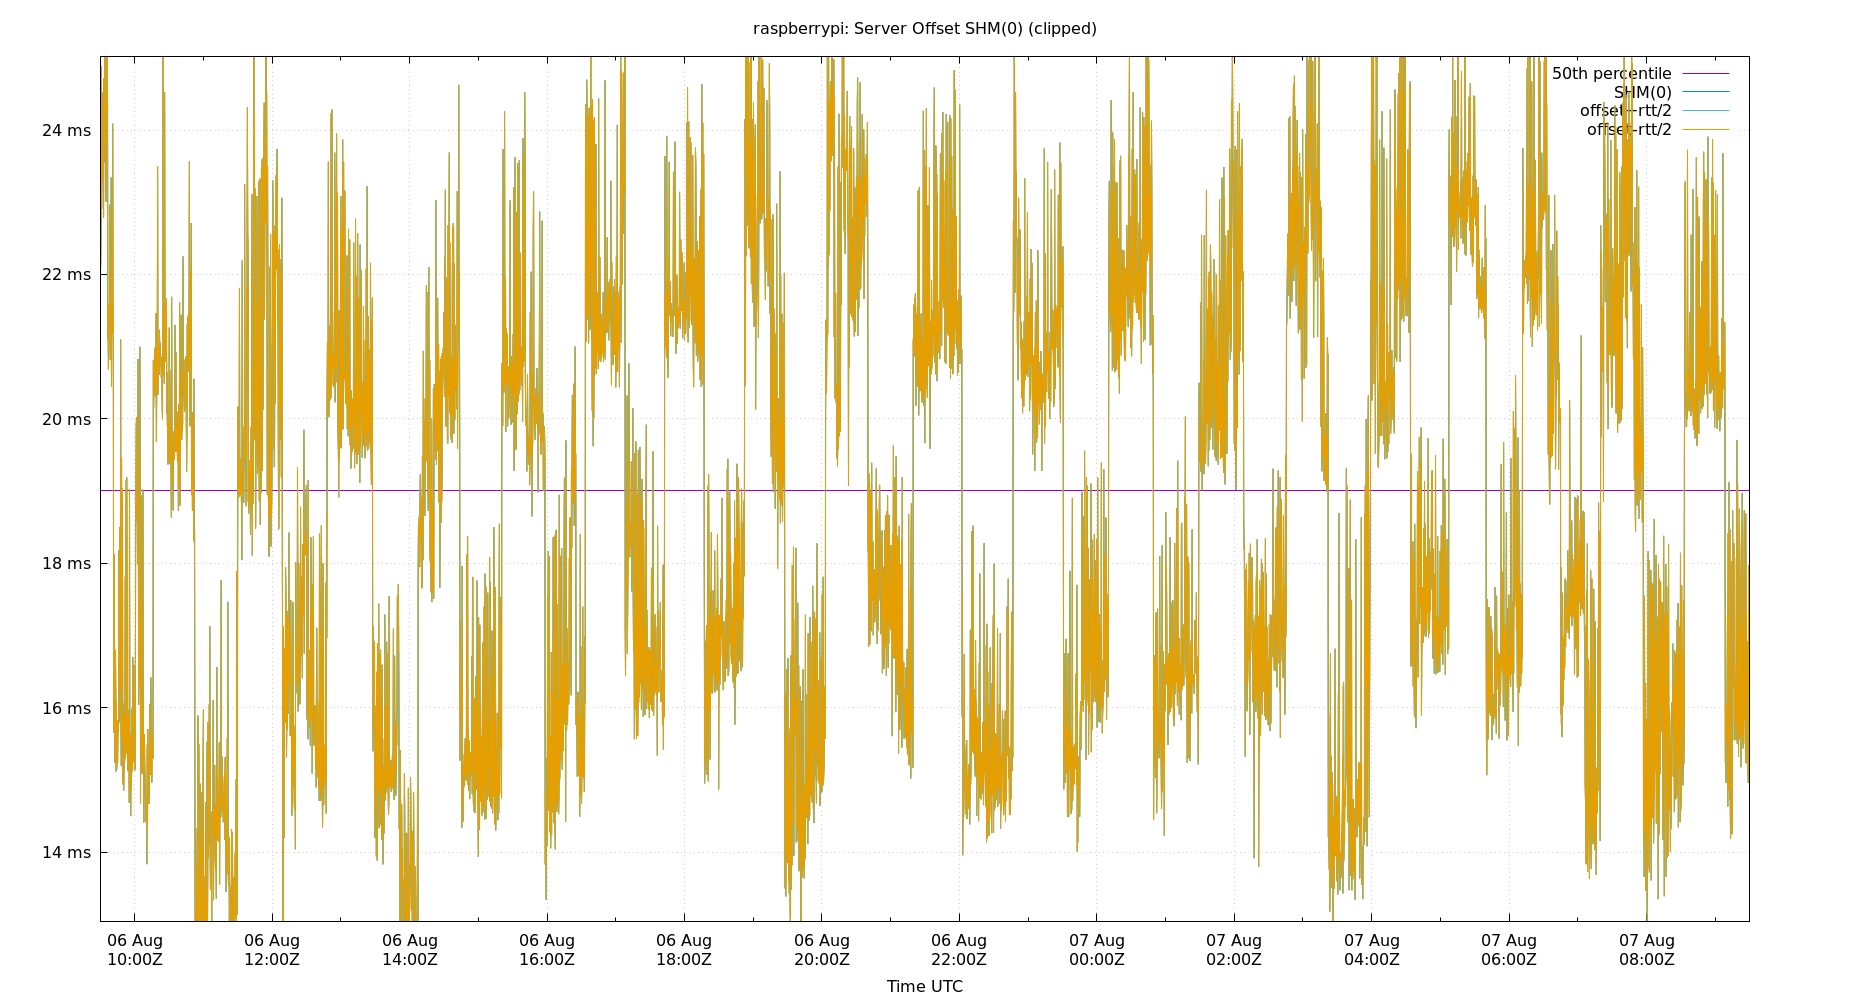 raspberrypi: Server Offset SHM(0) (clipped)
50th percentile
SHM(0)
offset-rtt/2
offset-rtt/2
24 ms
22 ms
20 ms
18 ms
16 ms
14 ms
06 Aug 06 Aug 06 Aug 06 Aug 06 Aug 06 Aug 06 Aug 07 Aug 07 Aug 07 Aug 07 Aug 07 Aug
10:00Z 12:00Z 14:00Z 16:00Z 18:00Z 20:00Z 22:00Z 00:00Z 02:00Z 04:00Z 06:00Z 08:00Z
Time UTC